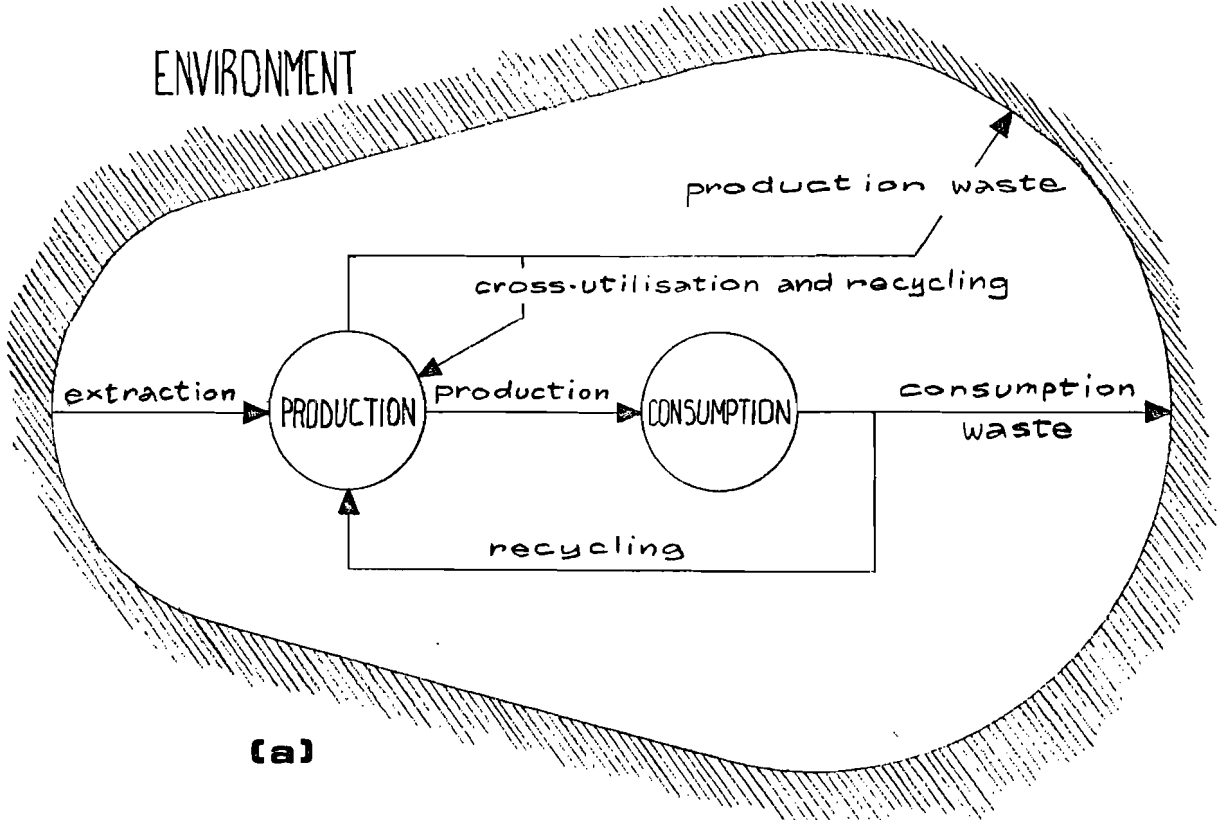 ENVIRONMENT
production waste
cross-utilisation and recycling
extraction
PRODUCTION
production
CONSUMPTION
consumption
waste
recycling
(a)